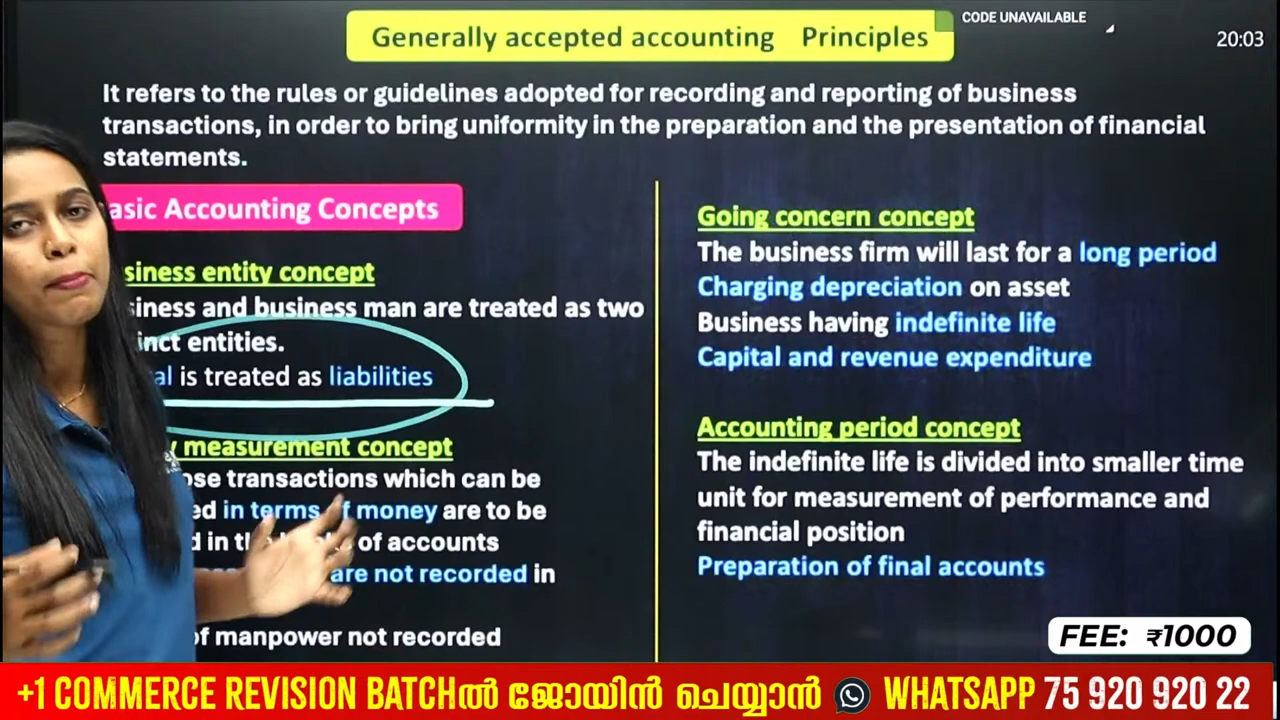 Generally accepted accounting Principles
CODE UNAVAILABLE
20:03
It refers to the rules or guidelines adopted for recording and reporting of business
transactions, in order to bring uniformity in the preparation and the presentation of financial
statements.
asic Accounting Concepts
siness entity concept
siness and business man are treated as two
inct entities.
al is treated as liabilities
y measurement concept
ose transactions which can be
ed in terms of money are to be
d in the of accounts
are not recorded in
of manpower not recorded
Going concern concept
The business firm will last for a long period
Charging depreciation on asset
Business having indefinite life
Capital and revenue expenditure
Accounting period concept
The indefinite life is divided into smaller time
unit for measurement of performance and
financial position
Preparation of final accounts
FEE: ₹1000
+1 COMMERCE REVISION BATCHൽ ജോയിൻ ചെയ്യാൻ WHATSAPP 75 920 920 22